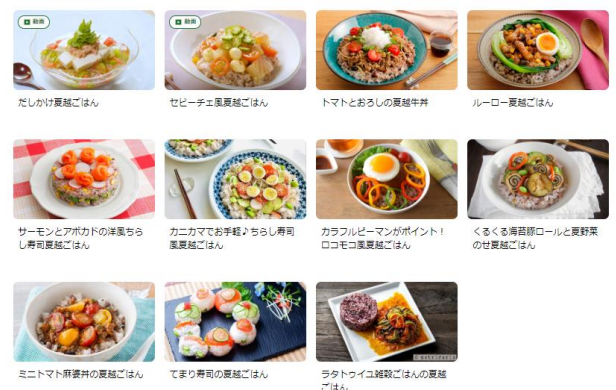 動画
動画
だしかけ夏越ごはん
セビーチェ風夏越ごはん
トマトとおろしの夏越牛丼
ルーロー夏越ごはん
サーモンとアボカドの洋風ちら
し寿司夏越ごはん
カニカマでお手軽♪ちらし寿司
風夏越ごはん
カラフルピーマンがポイント！
ロコモコ風夏越ごはん
くるくる海苔豚ロールと夏野菜
のせ夏越ごはん
ミニトマト麻婆丼の夏越ごはん
てまり寿司の夏越ごはん
ラタトゥイユ雑穀ごはんの夏越
ごはん